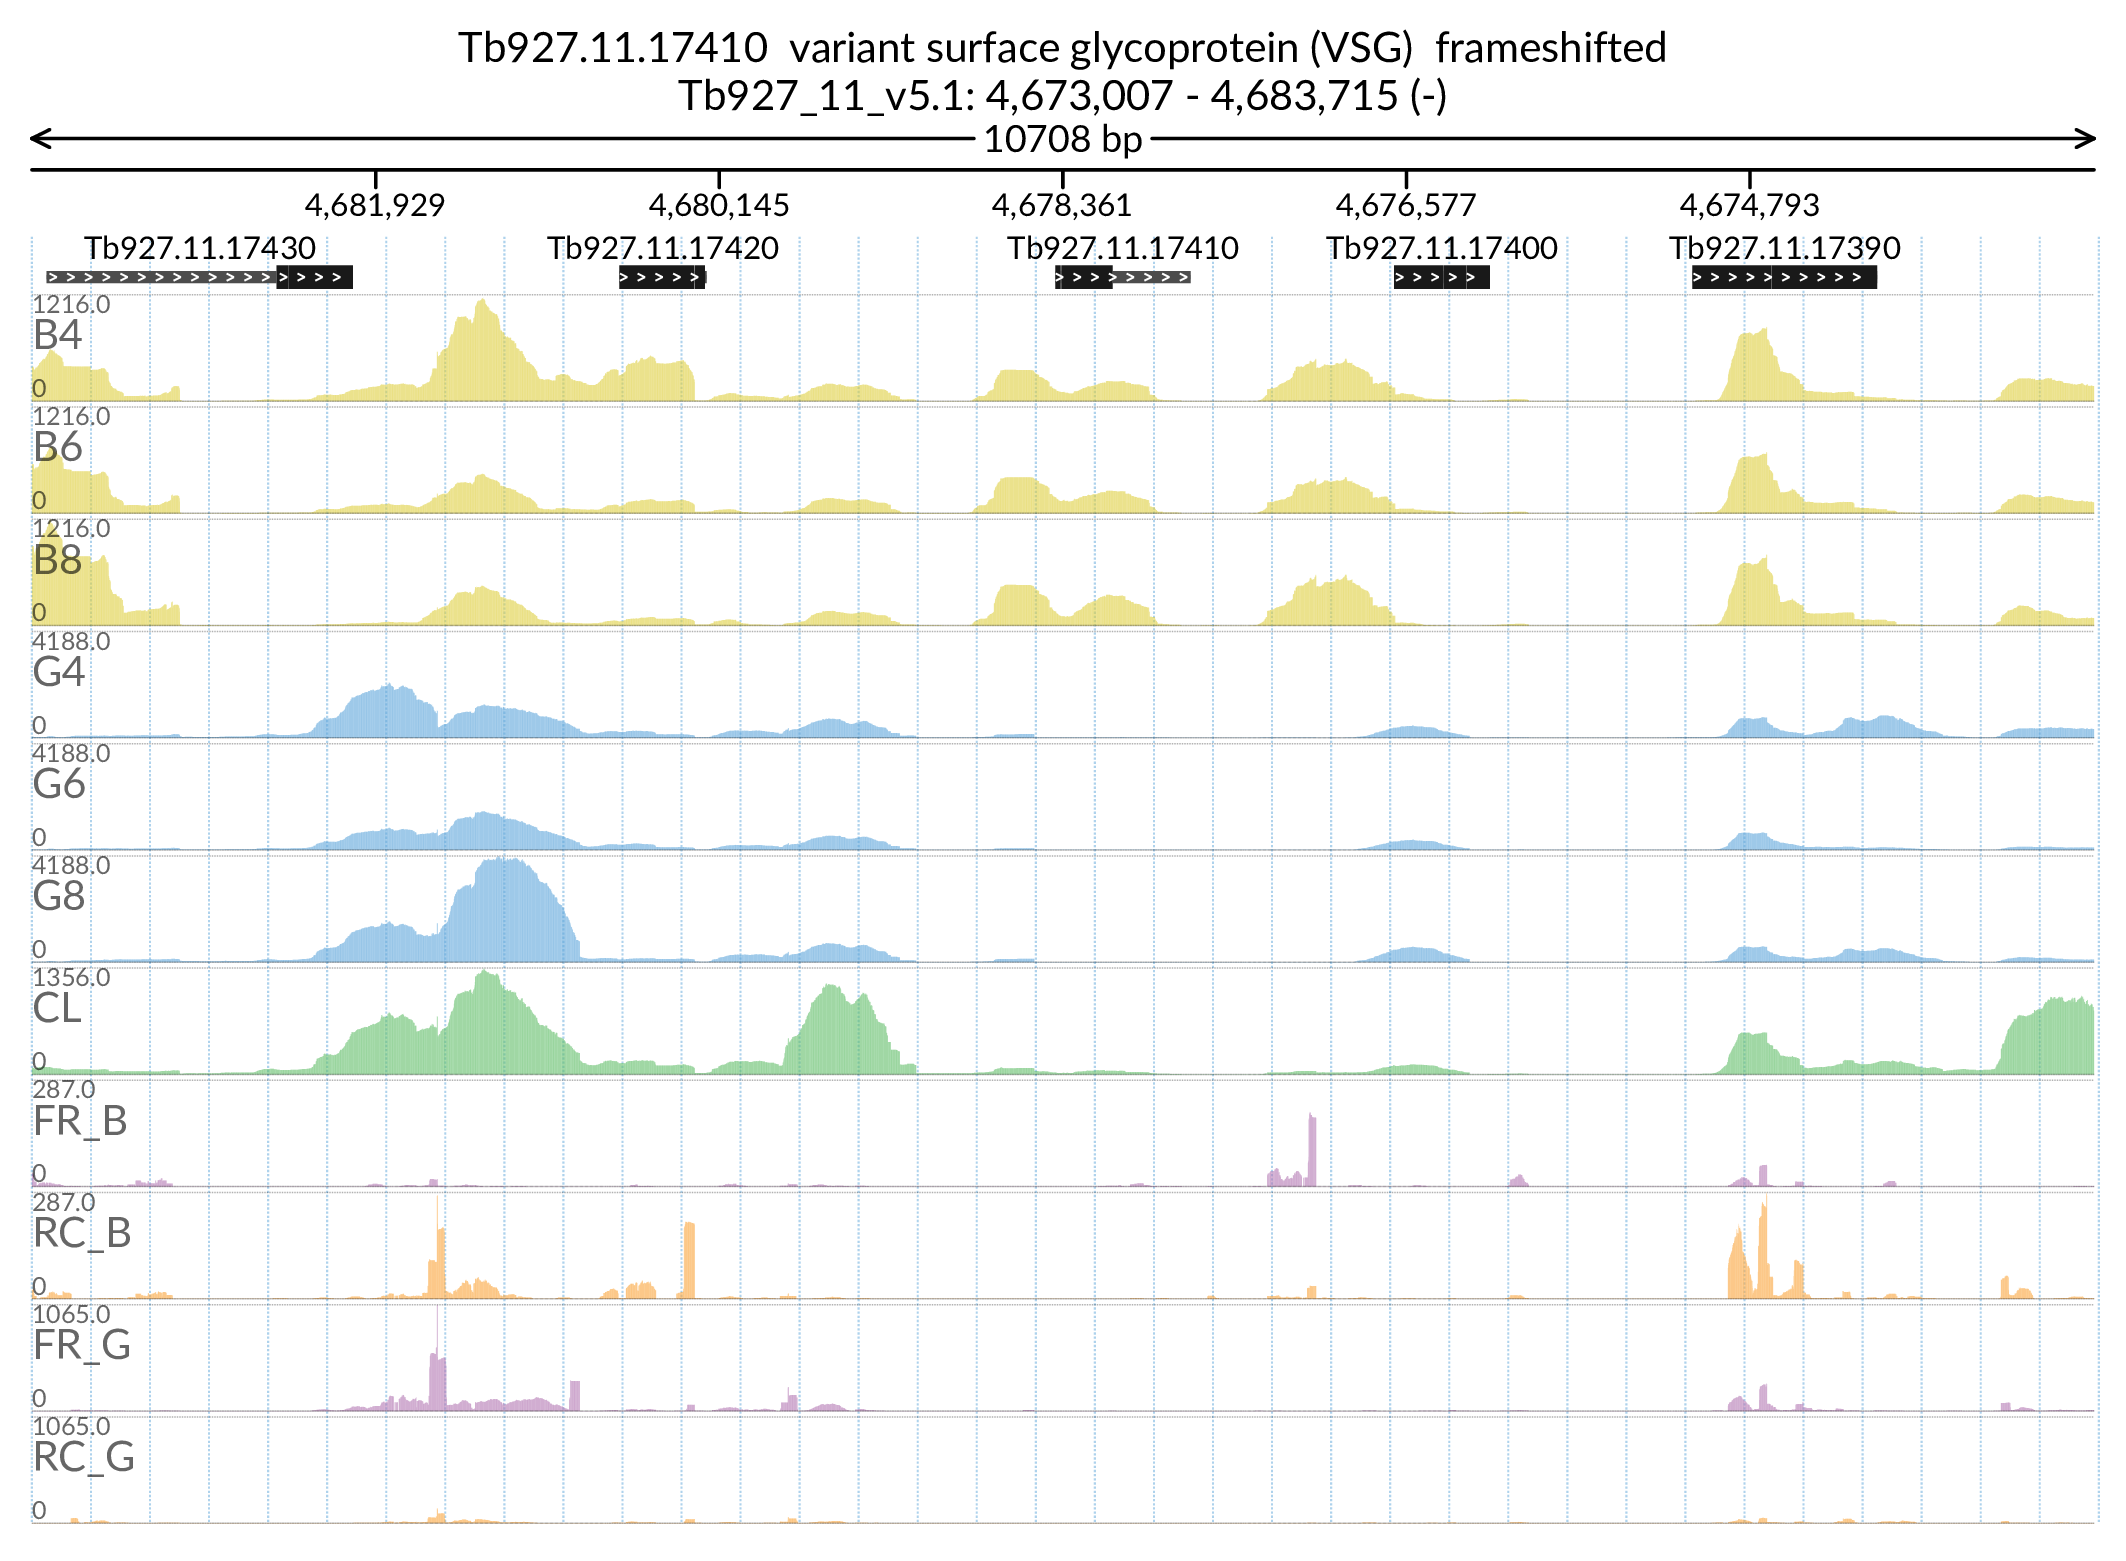 Tb927.11.17410  variant surface glycoprotein (VSG)  frameshifted
Tb927_11_v5.1: 4,673,007 - 4,683,715 (-)
10708 bp
4,681,929 4,680,145 4,678,361 4,676,577 4,674,793
Tb927.11.17430 Tb927.11.17420 Tb927.11.17410 Tb927.11.17400 Tb927.11.17390
1216.0
B4
0
1216.0
B6
0
1216.0
B8
0
4188.0
G4
0
4188.0
G6
0
4188.0
G8
0
1356.0
CL
0
287.0
FR_B
0
287.0
RC_B
0
1065.0
FR_G
0
1065.0
RC_G
0